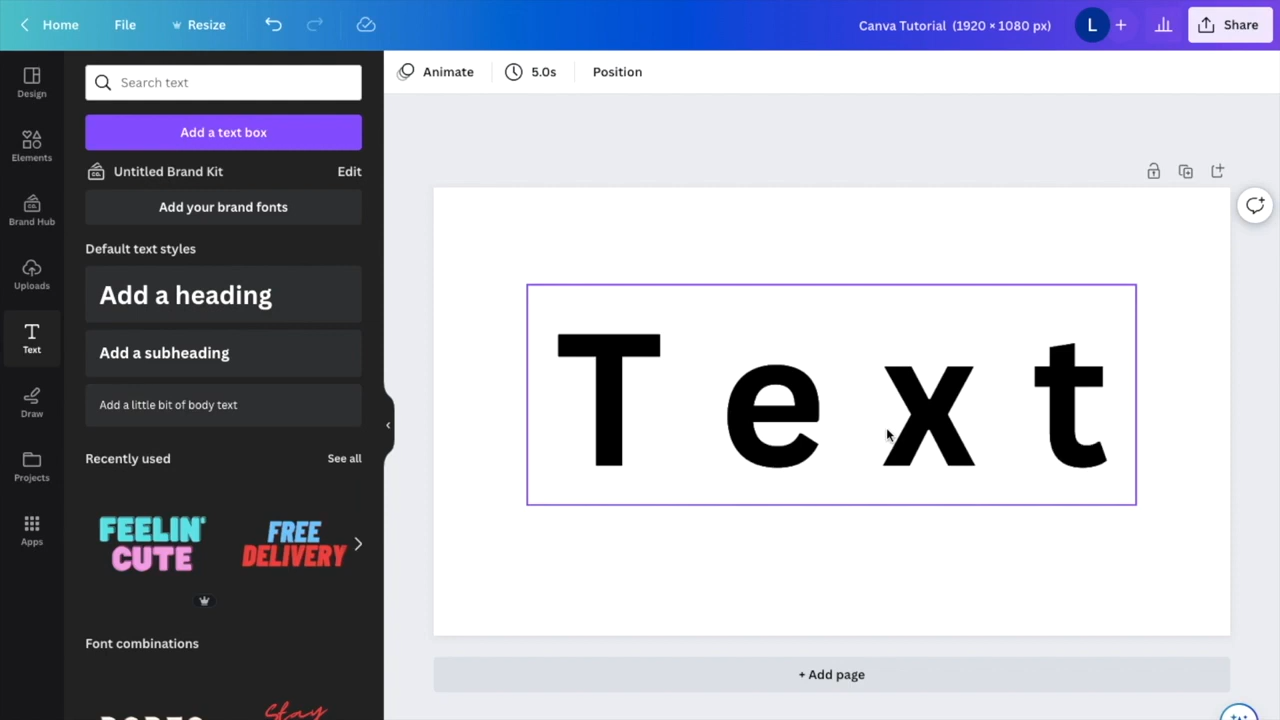 Home File Resize Canva Tutorial (1920 × 1080 px) L + Share
Design
Elements
Brand Hub
Uploads
Text
Draw
Projects
Apps
Search text
Add a text box
Untitled Brand Kit Edit
Add your brand fonts
Default text styles
Add a heading
Add a subheading
Add a little bit of body text
Recently used See all
FEELIN'
CUTE
FREE
DELIVERY
Font combinations
Stay
Animate 5.0s Position
Text
+ Add page